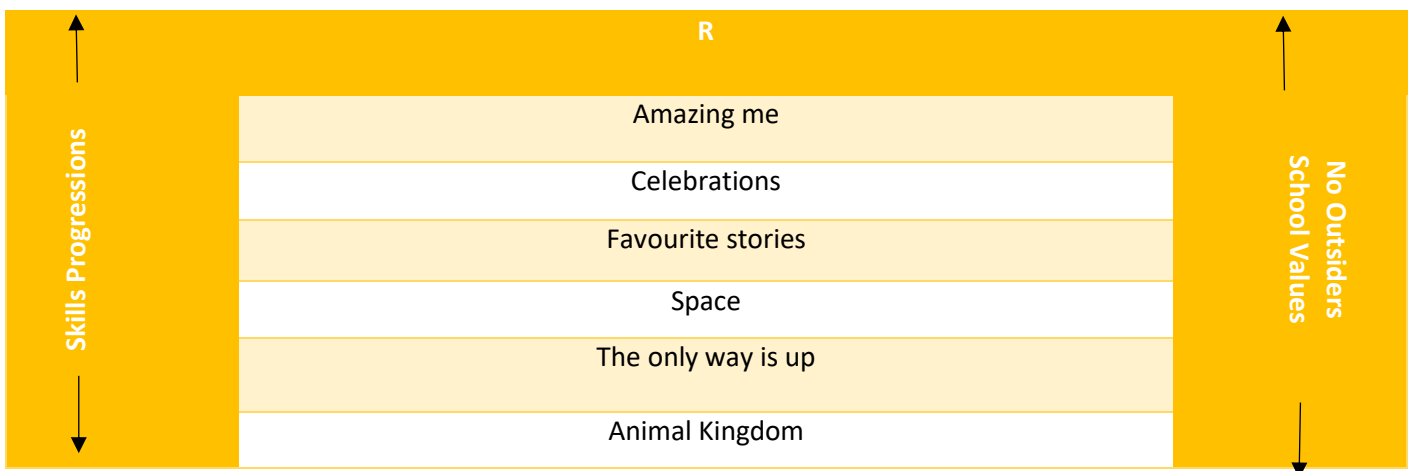 R
Skills Progressions
Amazing me
Celebrations
Favourite stories
Space
The only way is up
Animal Kingdom
No Outsiders
School Values